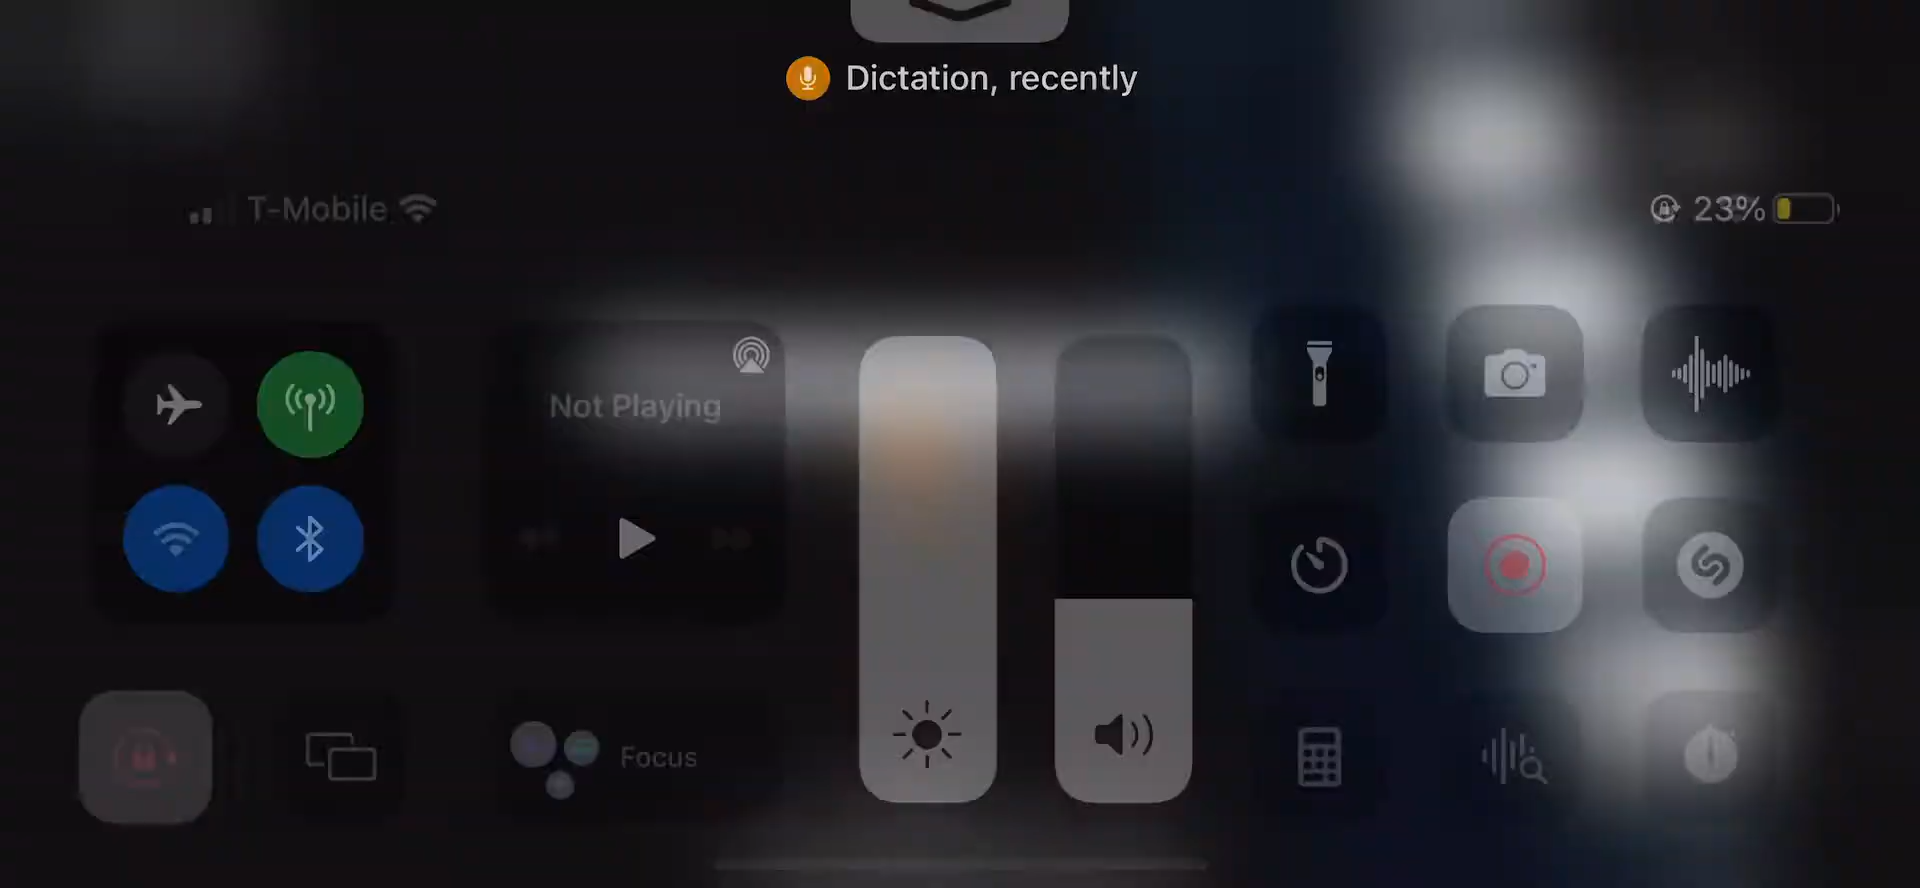 Dictation, recently
T-Mobile
23%
Not Playing
Focus